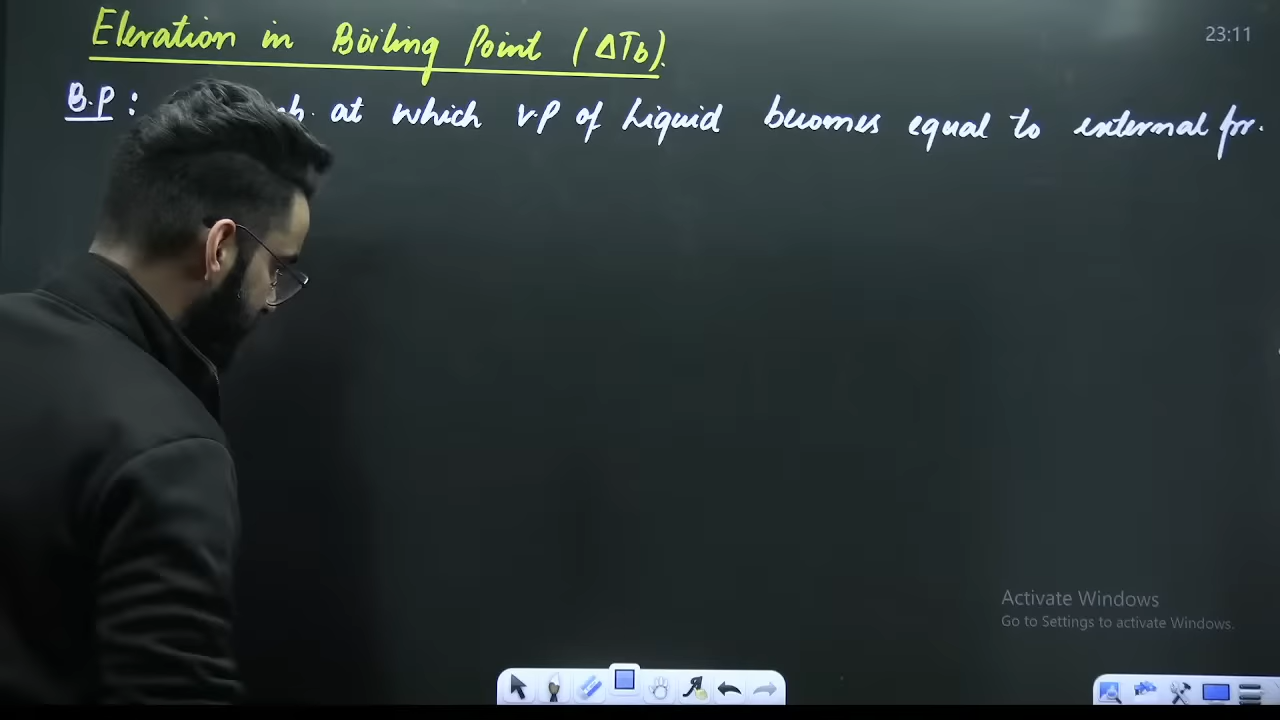 Elevation in Boiling Point (ΔTb).
23:11
B.P: at which v.P of Liquid becomes equal to external pr.
Activate Windows
Go to Settings to activate Windows.